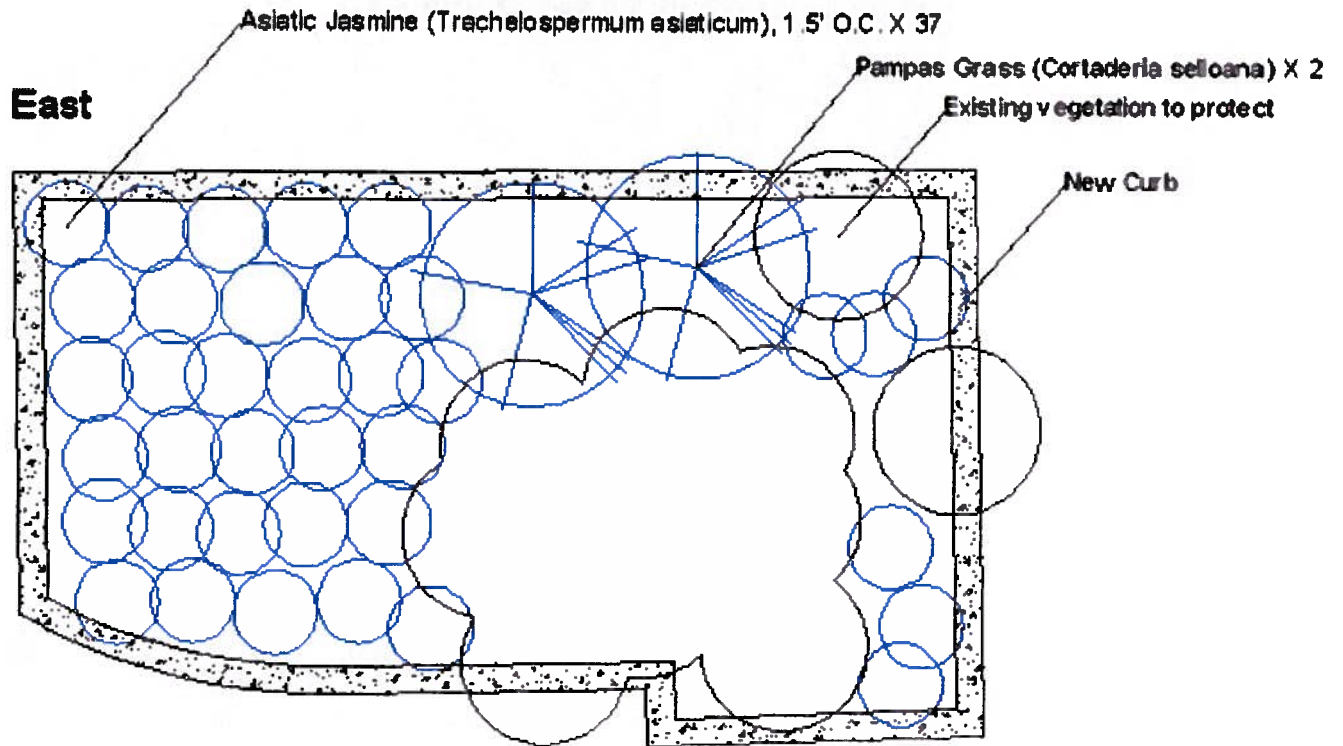 Asiatic Jasmine (Trachelospermum asiaticum), 1.5' O.C. X 37
Pampas Grass (Cortaderia selloana) X 2
East
Existing vegetation to protect
New Curb